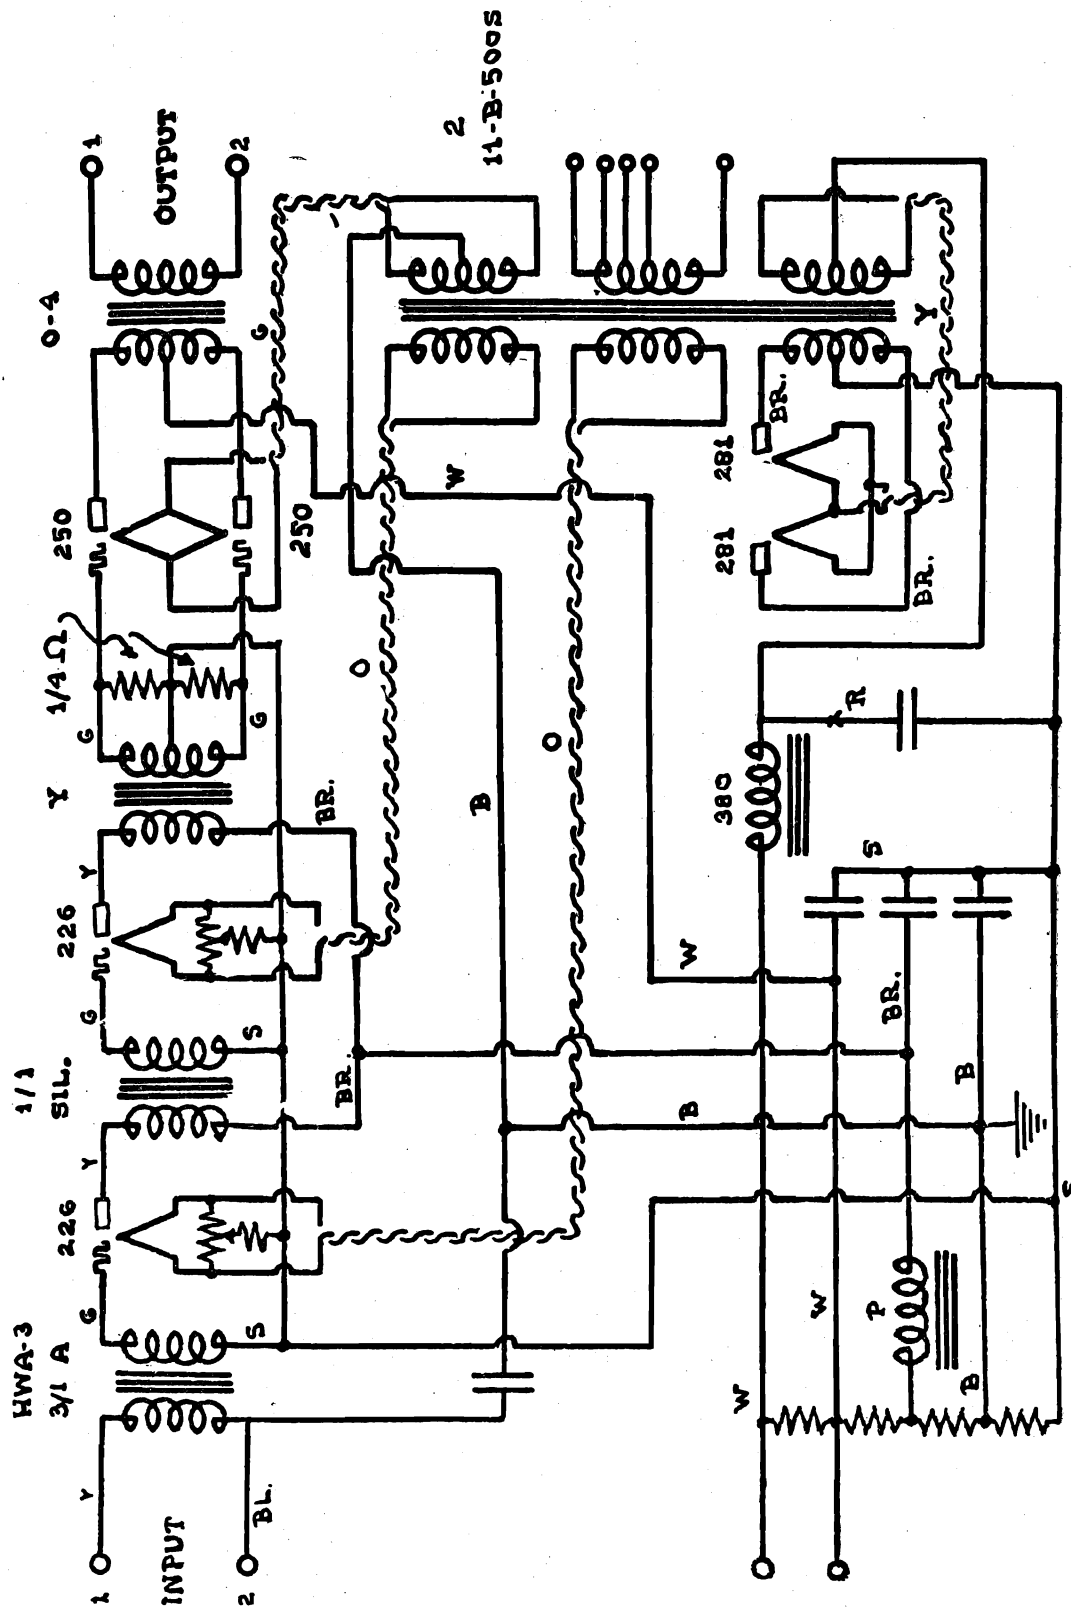 HWA-3
3/1 A
1/1
SIL.
Y
1/4 Ω
O-4
1
INPUT
2
Y
BL.
G
226
Y
S
G
226
Y
S
BR.
BR.
G
G
250
250
G
1
OUTPUT
2
2
11-B-500S
O
O
W
B
B
W
281
281
BR.
BR.
Y
380
R
S
BR.
B
P
B
W
W
S